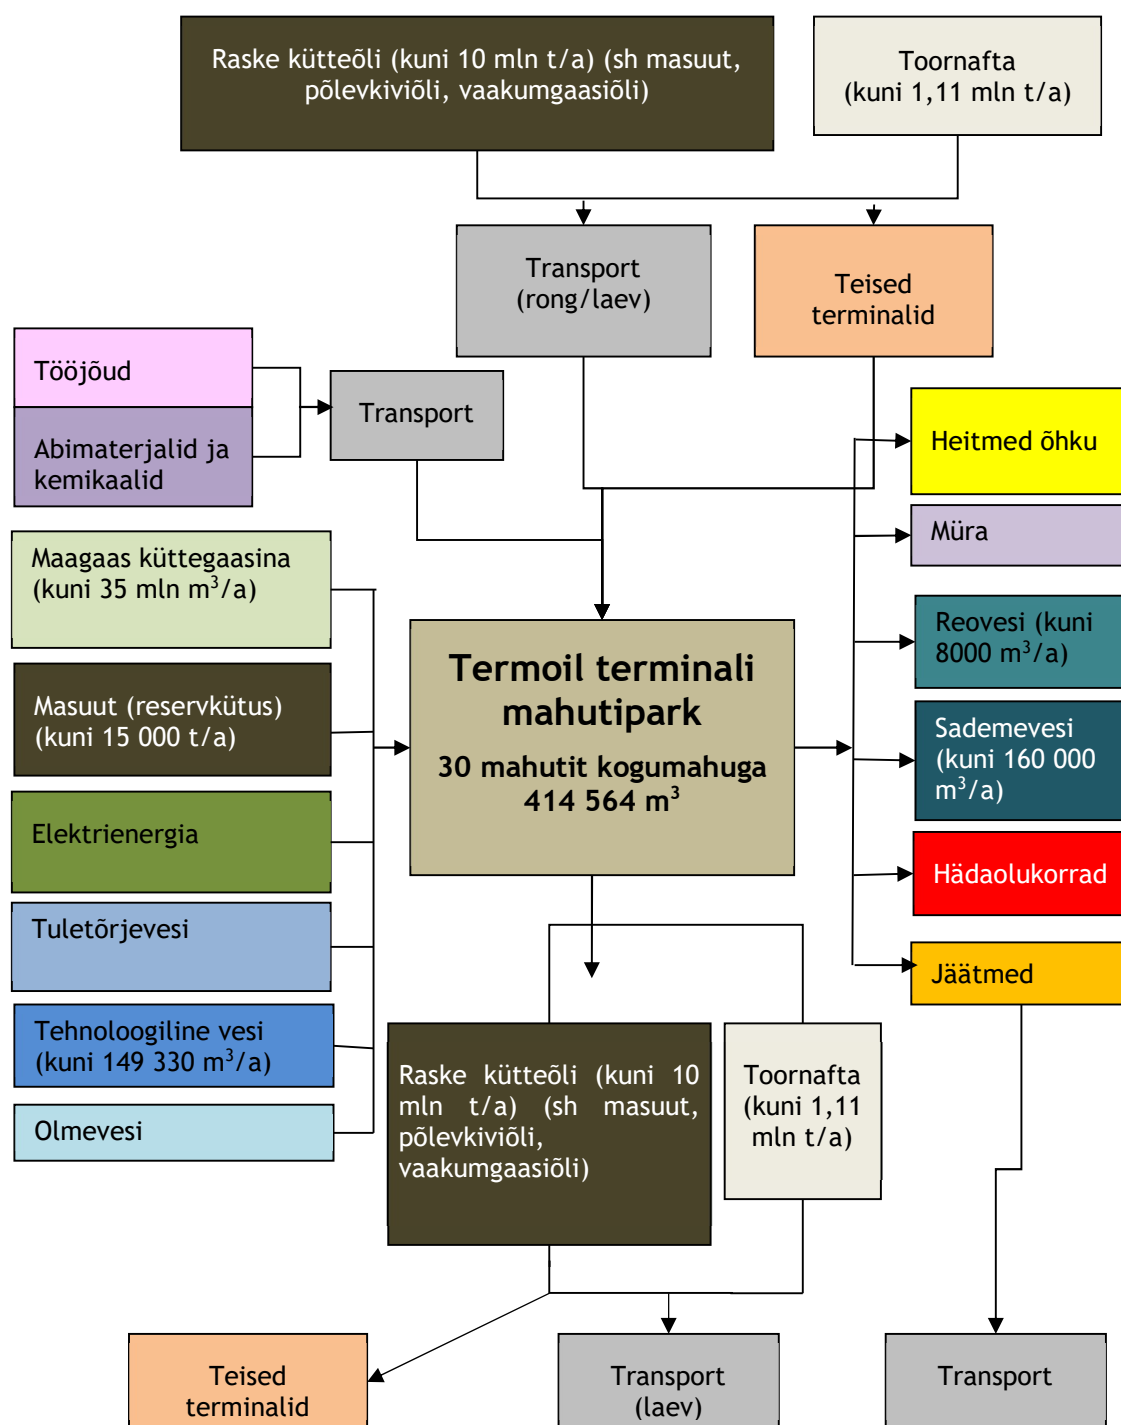 Raske kütteõli (kuni 10 mln t/a) (sh masuut,
põlevkiviõli, vaakumgaasiõli)
Toornafta
(kuni 1,11 mln t/a)
Transport
(rong/laev)
Teised
terminalid
Tööjõud
Abimaterjalid ja
kemikaalid
Transport
Maagaas küttegaasina
(kuni 35 mln m³/a)
Masuut (reservkütus)
(kuni 15 000 t/a)
Elektrienergia
Tuletõrjevesi
Tehnoloogiline vesi
(kuni 149 330 m³/a)
Olmevesi
Termoil terminali
mahutipark
30 mahutit kogumahuga
414 564 m³
Heitmed õhku
Müra
Reovesi (kuni
8000 m³/a)
Sademevesi
(kuni 160 000
m³/a)
Hädaolukorrad
Jäätmed
Raske kütteõli (kuni 10
mln t/a) (sh masuut,
põlevkiviõli,
vaakumgaasiõli)
Toornafta
(kuni 1,11
mln t/a)
Teised
terminalid
Transport
(laev)
Transport